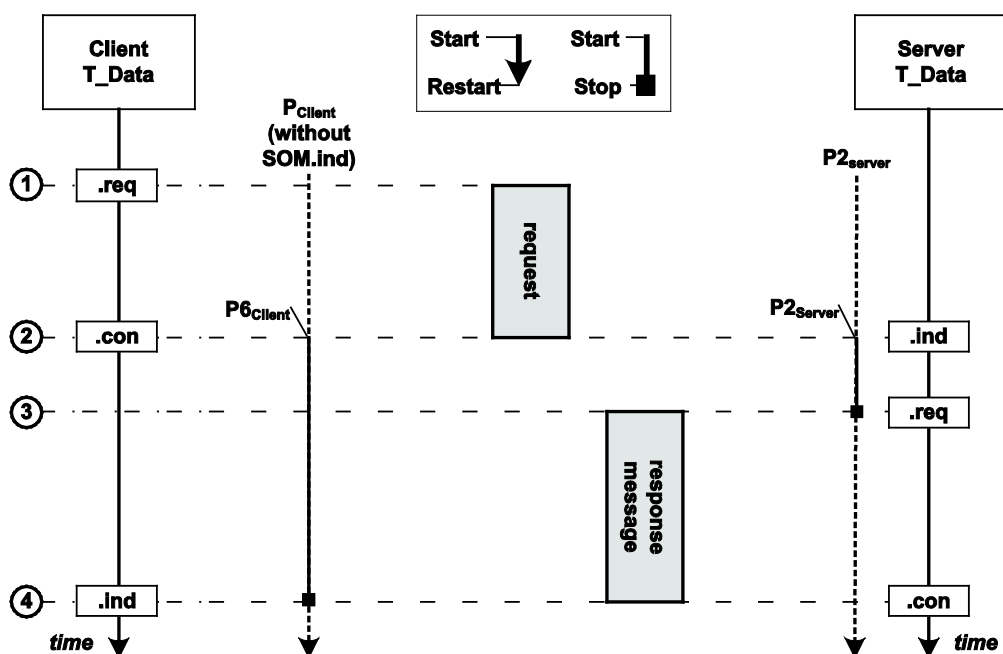 Client
T_Data
Start
Restart
Start
Stop
Server
T_Data
PClient
(without
SOM.ind)
P2server
1
.req
request
P6Client
P2Server
2
.con
.ind
3
.req
response
message
4
.ind
.con
time
time